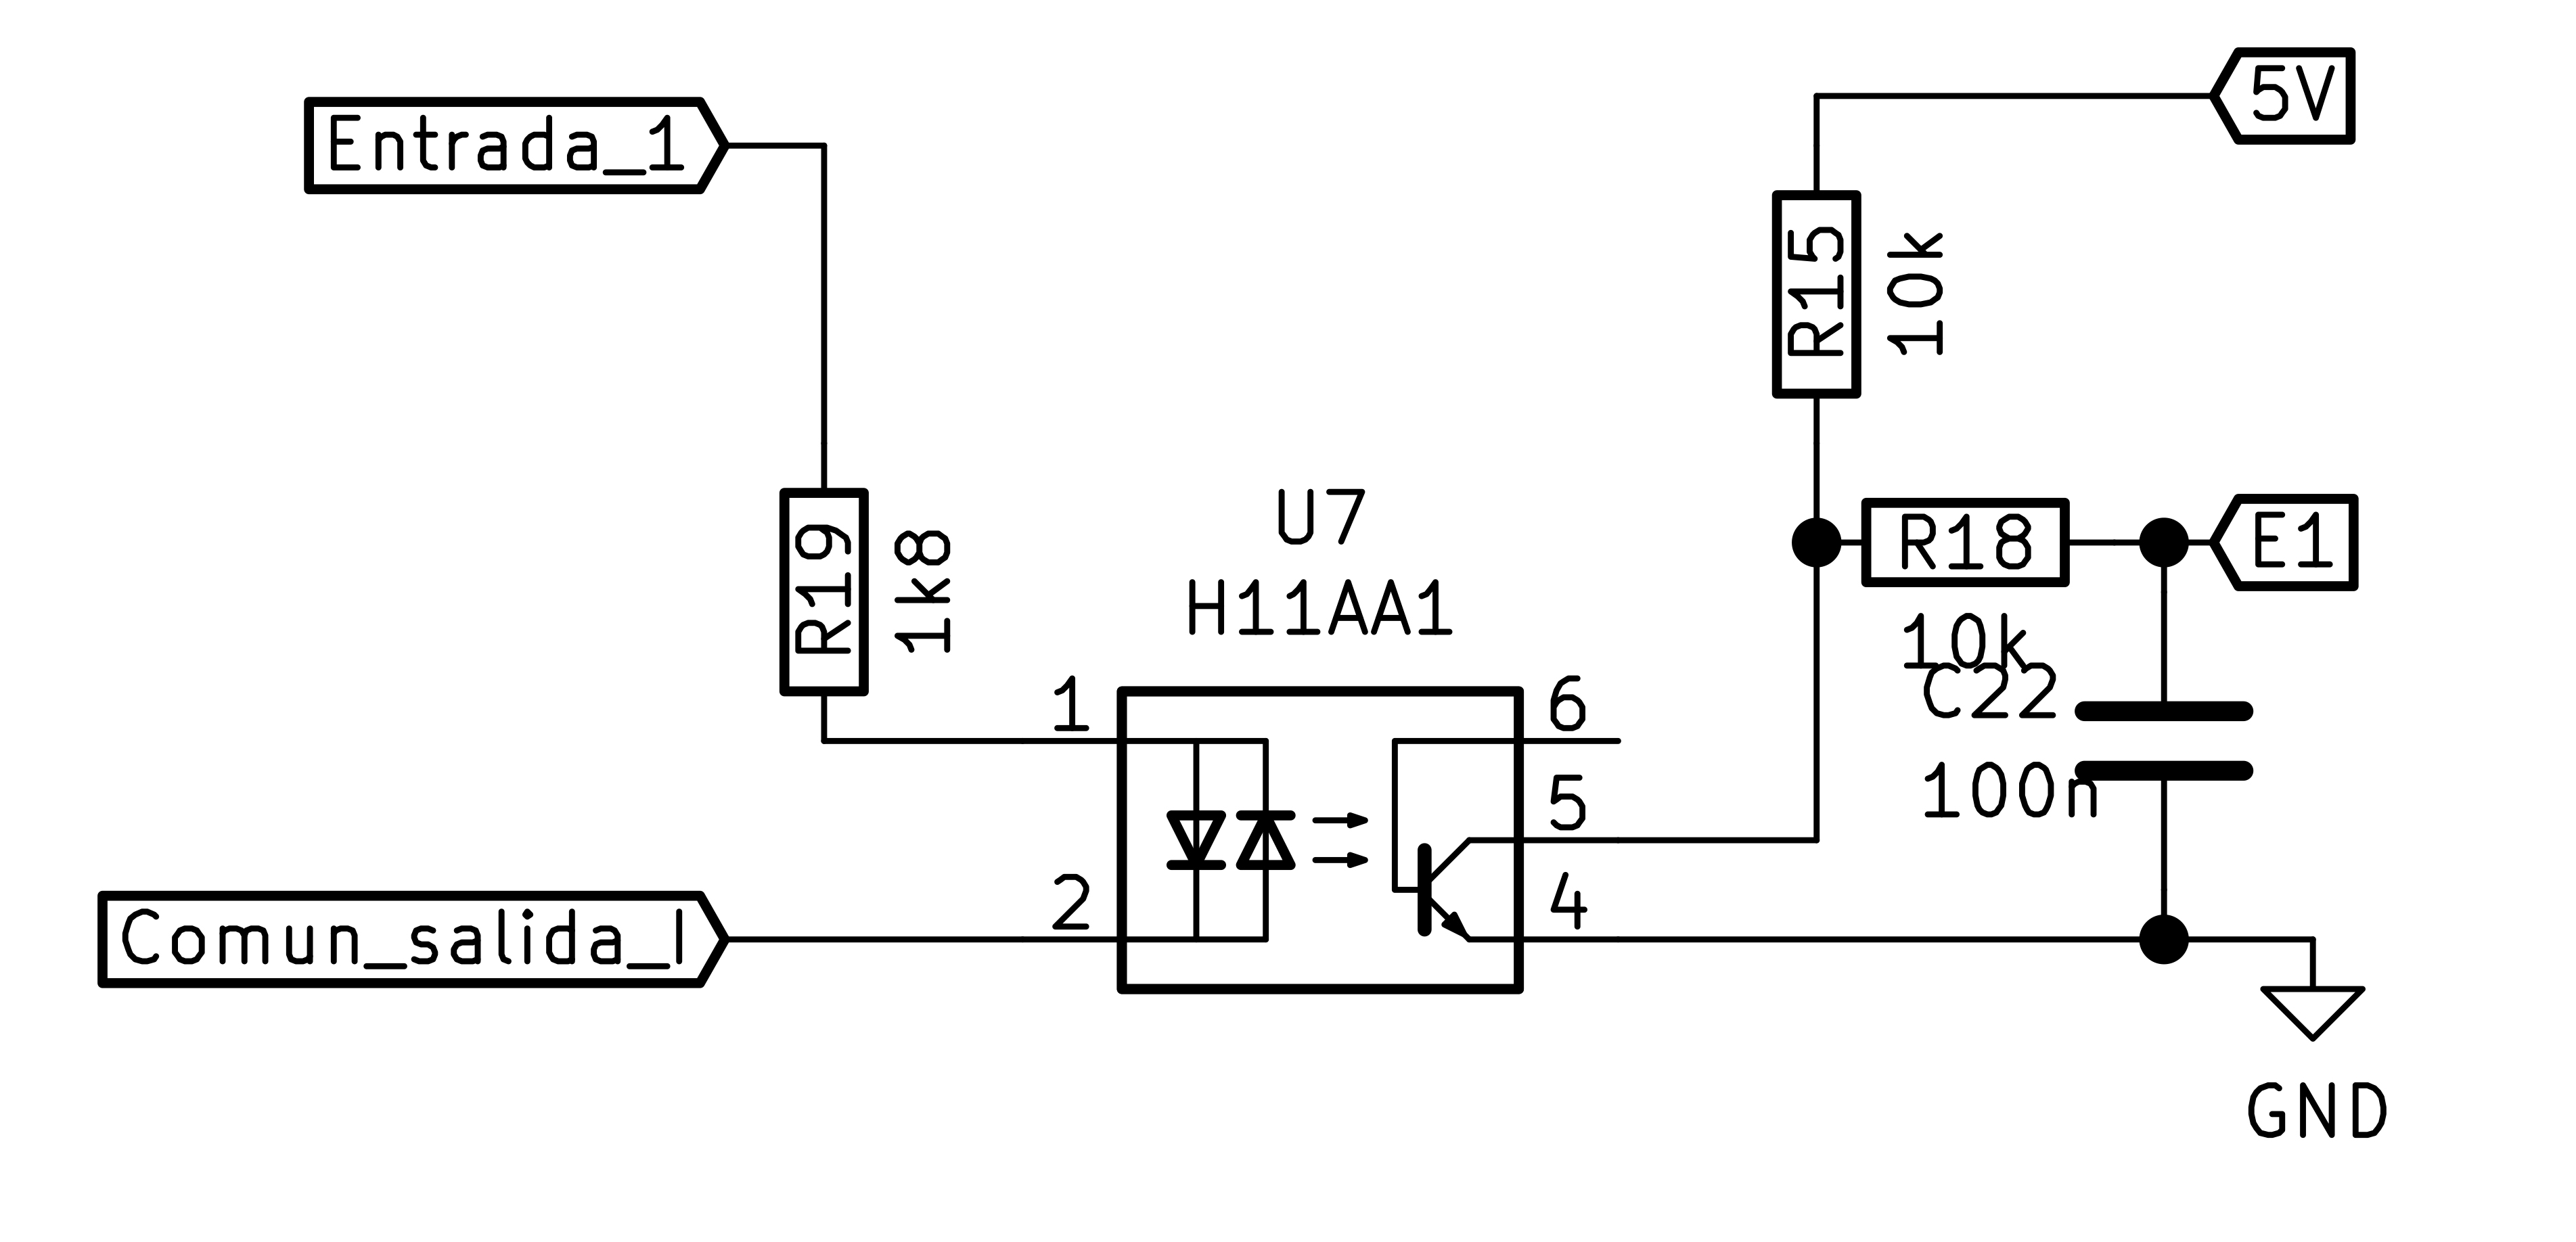 5V
Entrada_1
R15
10k
U7
H11AA1
R19
1k8
R18
E1
10k
C22
100n
1
2
6
5
4
Comun_salida_I
GND